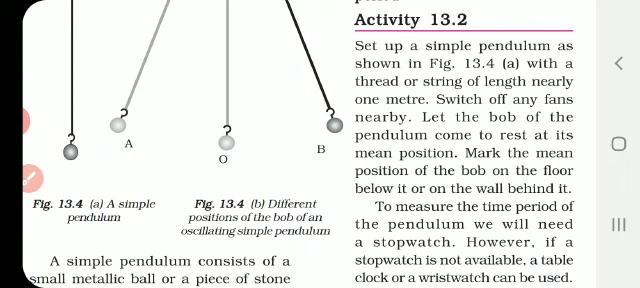 A
O
B
Fig. 13.4 (a) A simple
pendulum
Fig. 13.4 (b) Different
positions of the bob of an
oscillating simple pendulum
A simple pendulum consists of a
small metallic ball or a piece of stone
Activity 13.2
Set up a simple pendulum as
shown in Fig. 13.4 (a) with a
thread or string of length nearly
one metre. Switch off any fans
nearby. Let the bob of the
pendulum come to rest at its
mean position. Mark the mean
position of the bob on the floor
below it or on the wall behind it.
To measure the time period of
the pendulum we will need
a stopwatch. However, if a
stopwatch is not available, a table
clock or a wristwatch can be used.